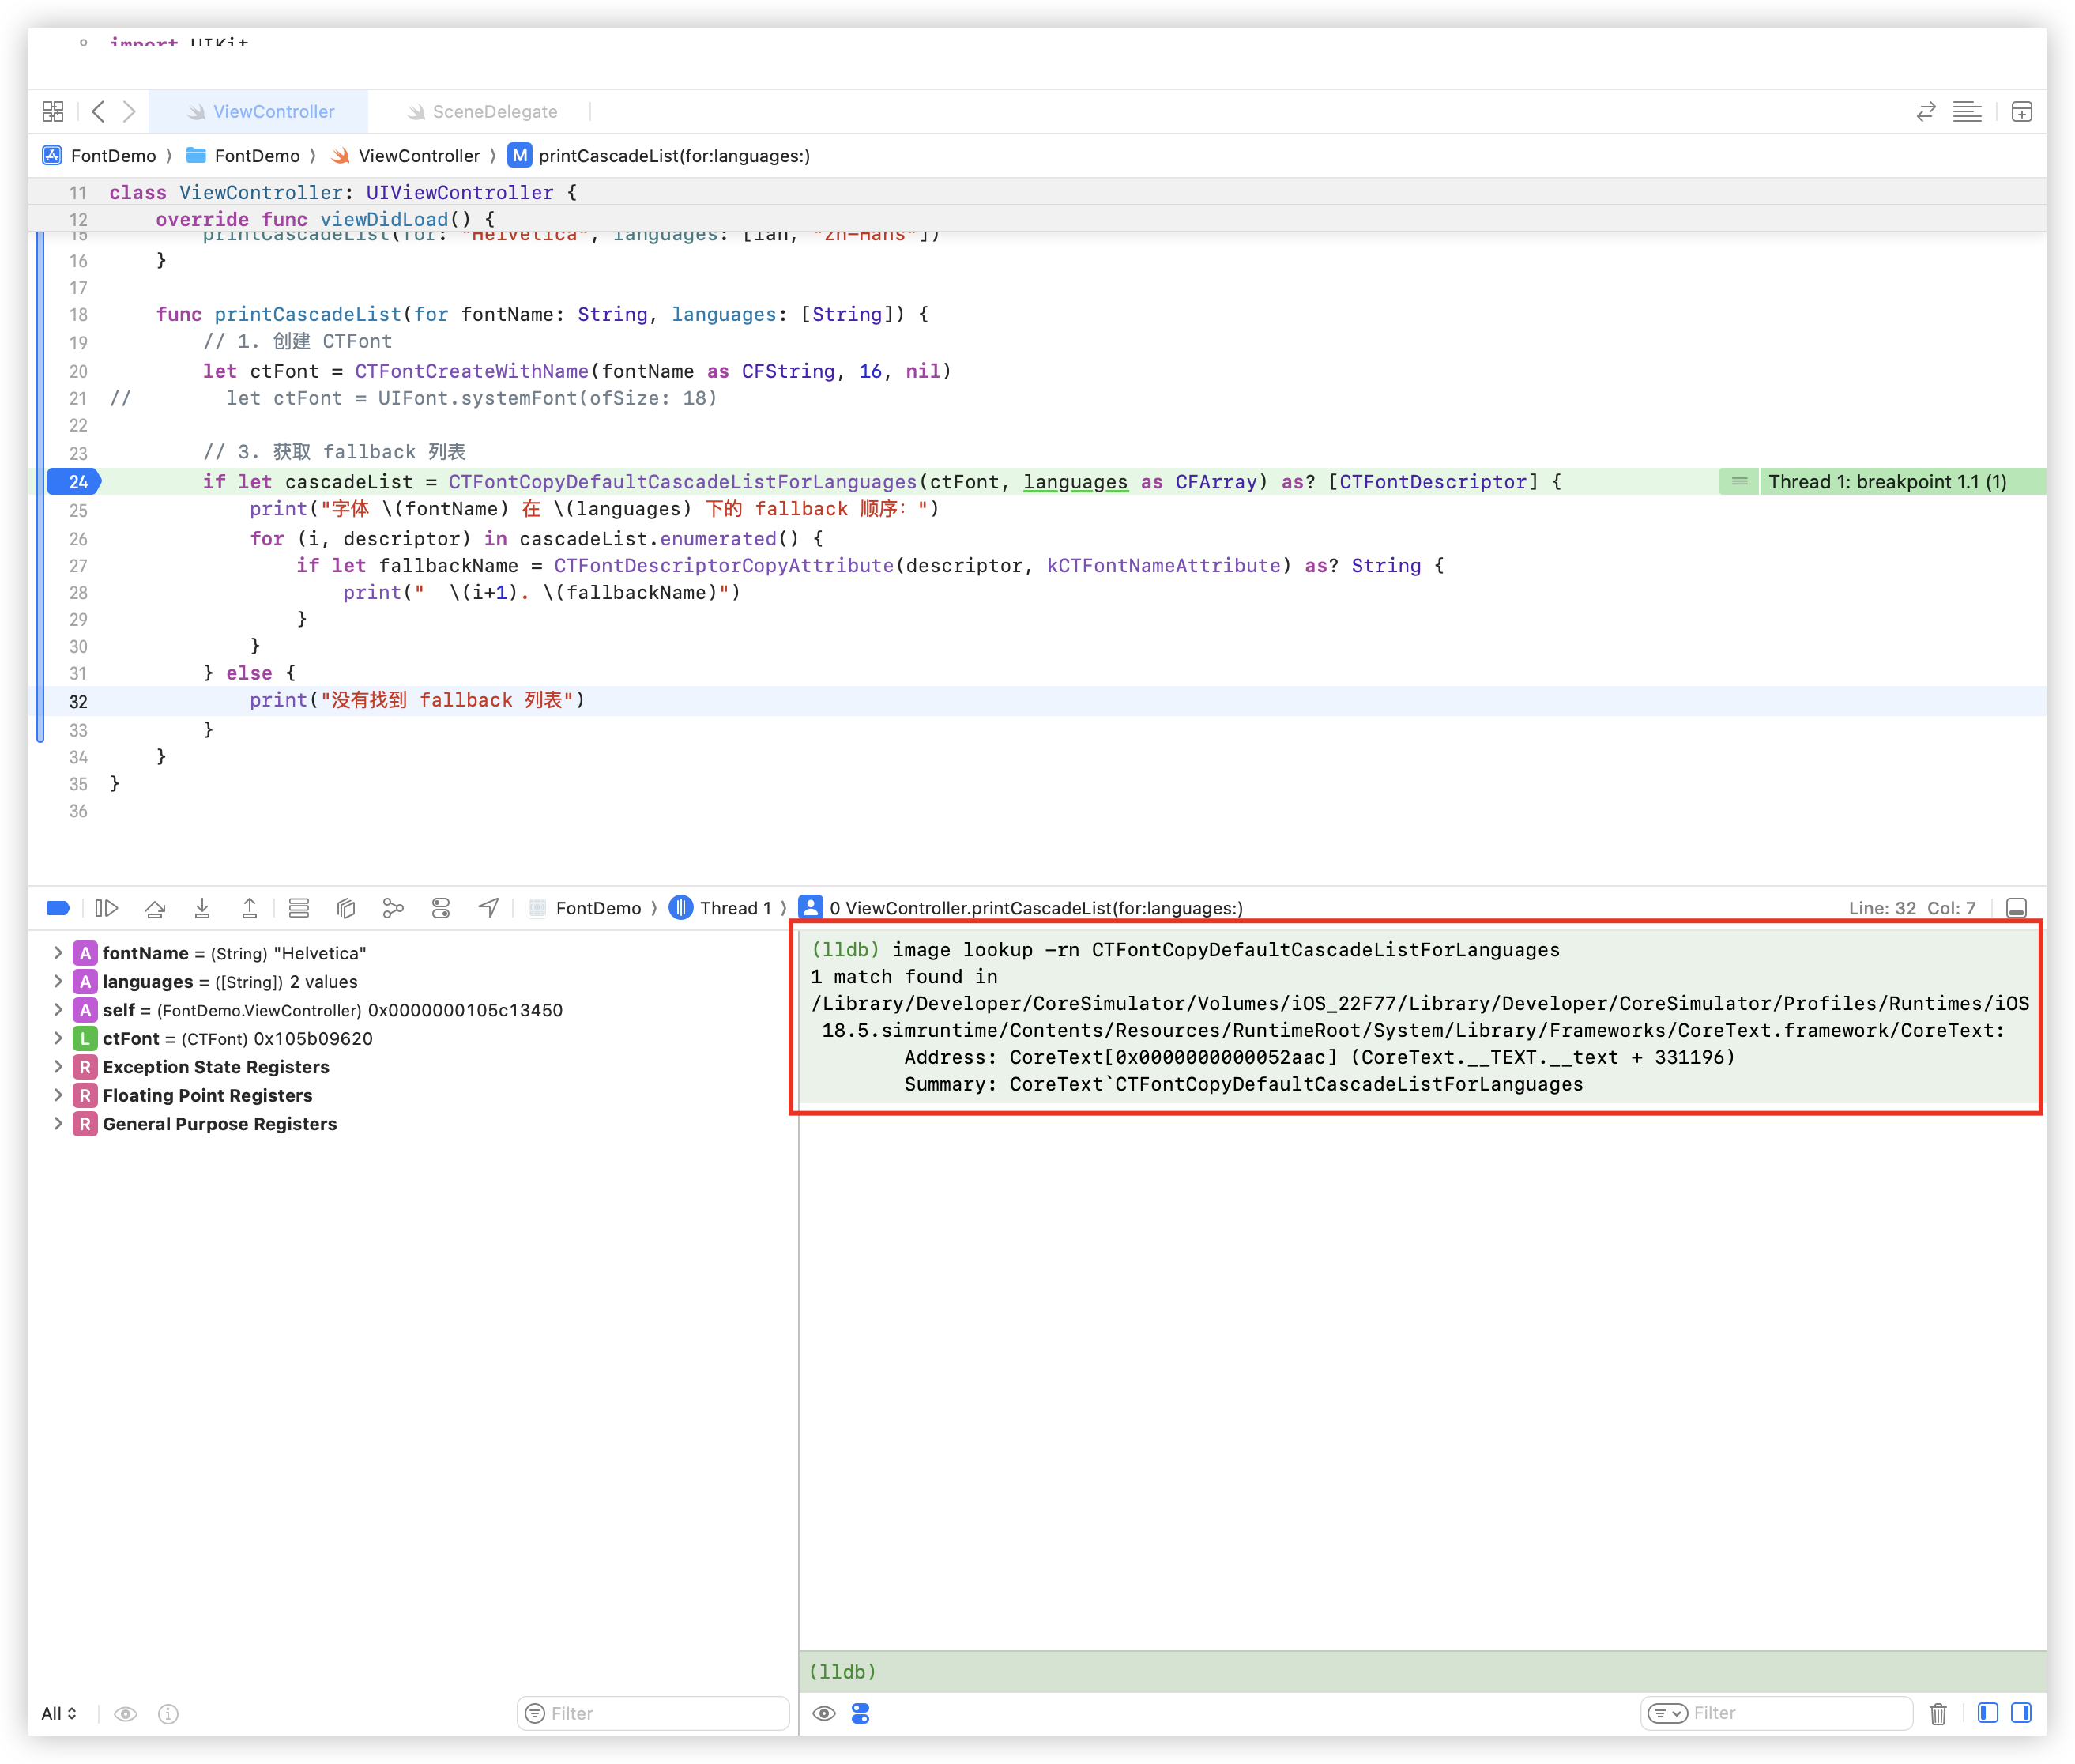 8 import UIKit
ViewController SceneDelegate
FontDemo 〉 FontDemo 〉 ViewController 〉 M printCascadeList(for:languages:)
11 class ViewController: UIViewController {
12 override func viewDidLoad() {
15 printCascadeList(for: "Helvetica", languages: [lan, "zh-Hans"])
16 }
17
18 func printCascadeList(for fontName: String, languages: [String]) {
19 // 1. 创建 CTFont
20 let ctFont = CTFontCreateWithName(fontName as CFString, 16, nil)
21 // let ctFont = UIFont.systemFont(ofSize: 18)
22
23 // 3. 获取 fallback 列表
24 if let cascadeList = CTFontCopyDefaultCascadeListForLanguages(ctFont, languages as CFArray) as? [CTFontDescriptor] { Thread 1: breakpoint 1.1 (1)
25 print("字体 \(fontName) 在 \(languages) 下的 fallback 顺序：")
26 for (i, descriptor) in cascadeList.enumerated() {
27 if let fallbackName = CTFontDescriptorCopyAttribute(descriptor, kCTFontNameAttribute) as? String {
28 print("  \(i+1). \(fallbackName)")
29 }
30 }
31 } else {
32 print("没有找到 fallback 列表")
33 }
34 }
35 }
36
FontDemo 〉 Thread 1 〉 0 ViewController.printCascadeList(for:languages:) Line: 32 Col: 7
A fontName = (String) "Helvetica"
A languages = ([String]) 2 values
A self = (FontDemo.ViewController) 0x0000000105c13450
L ctFont = (CTFont) 0x105b09620
R Exception State Registers
R Floating Point Registers
R General Purpose Registers
(lldb) image lookup -rn CTFontCopyDefaultCascadeListForLanguages
1 match found in
/Library/Developer/CoreSimulator/Volumes/iOS_22F77/Library/Developer/CoreSimulator/Profiles/Runtimes/iOS
18.5.simruntime/Contents/Resources/RuntimeRoot/System/Library/Frameworks/CoreText.framework/CoreText:
Address: CoreText[0x0000000000052aac] (CoreText.__TEXT.__text + 331196)
Summary: CoreText`CTFontCopyDefaultCascadeListForLanguages
(lldb)
All Filter Filter